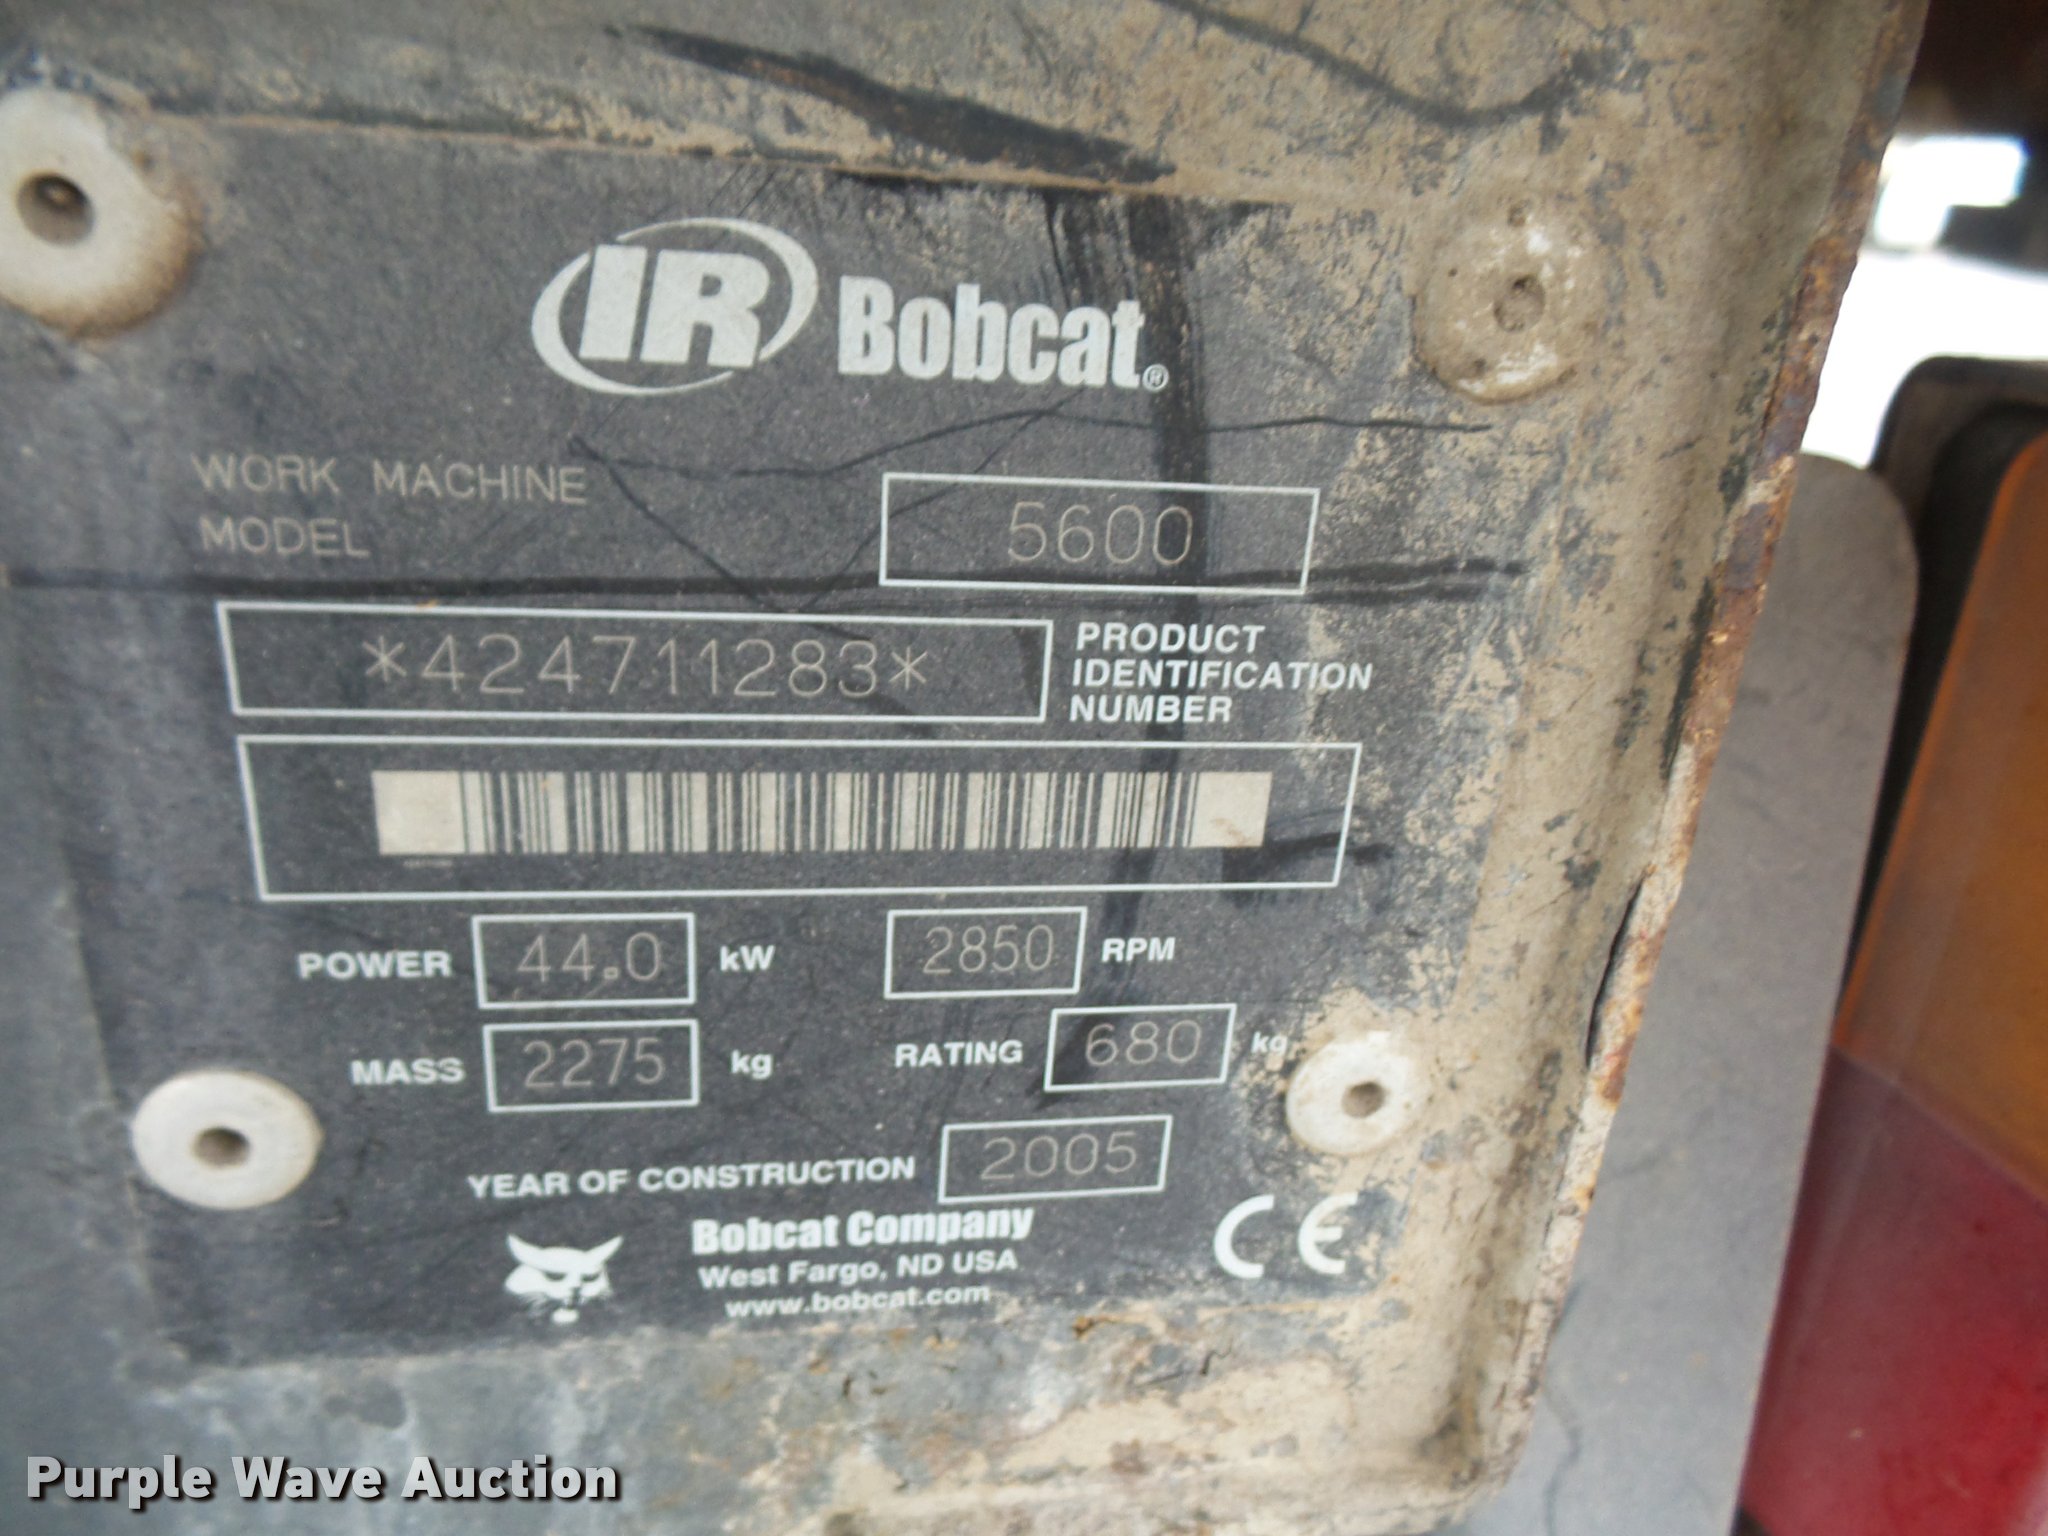 IR Bobcat®
WORK MACHINE
MODEL
5600
*424711283*
PRODUCT
IDENTIFICATION
NUMBER
POWER 44.0 kW 2850 RPM
MASS 2275 kg RATING 680 kg
YEAR OF CONSTRUCTION 2005
Bobcat Company
West Fargo, ND USA
www.bobcat.com
CE
Purple Wave Auction